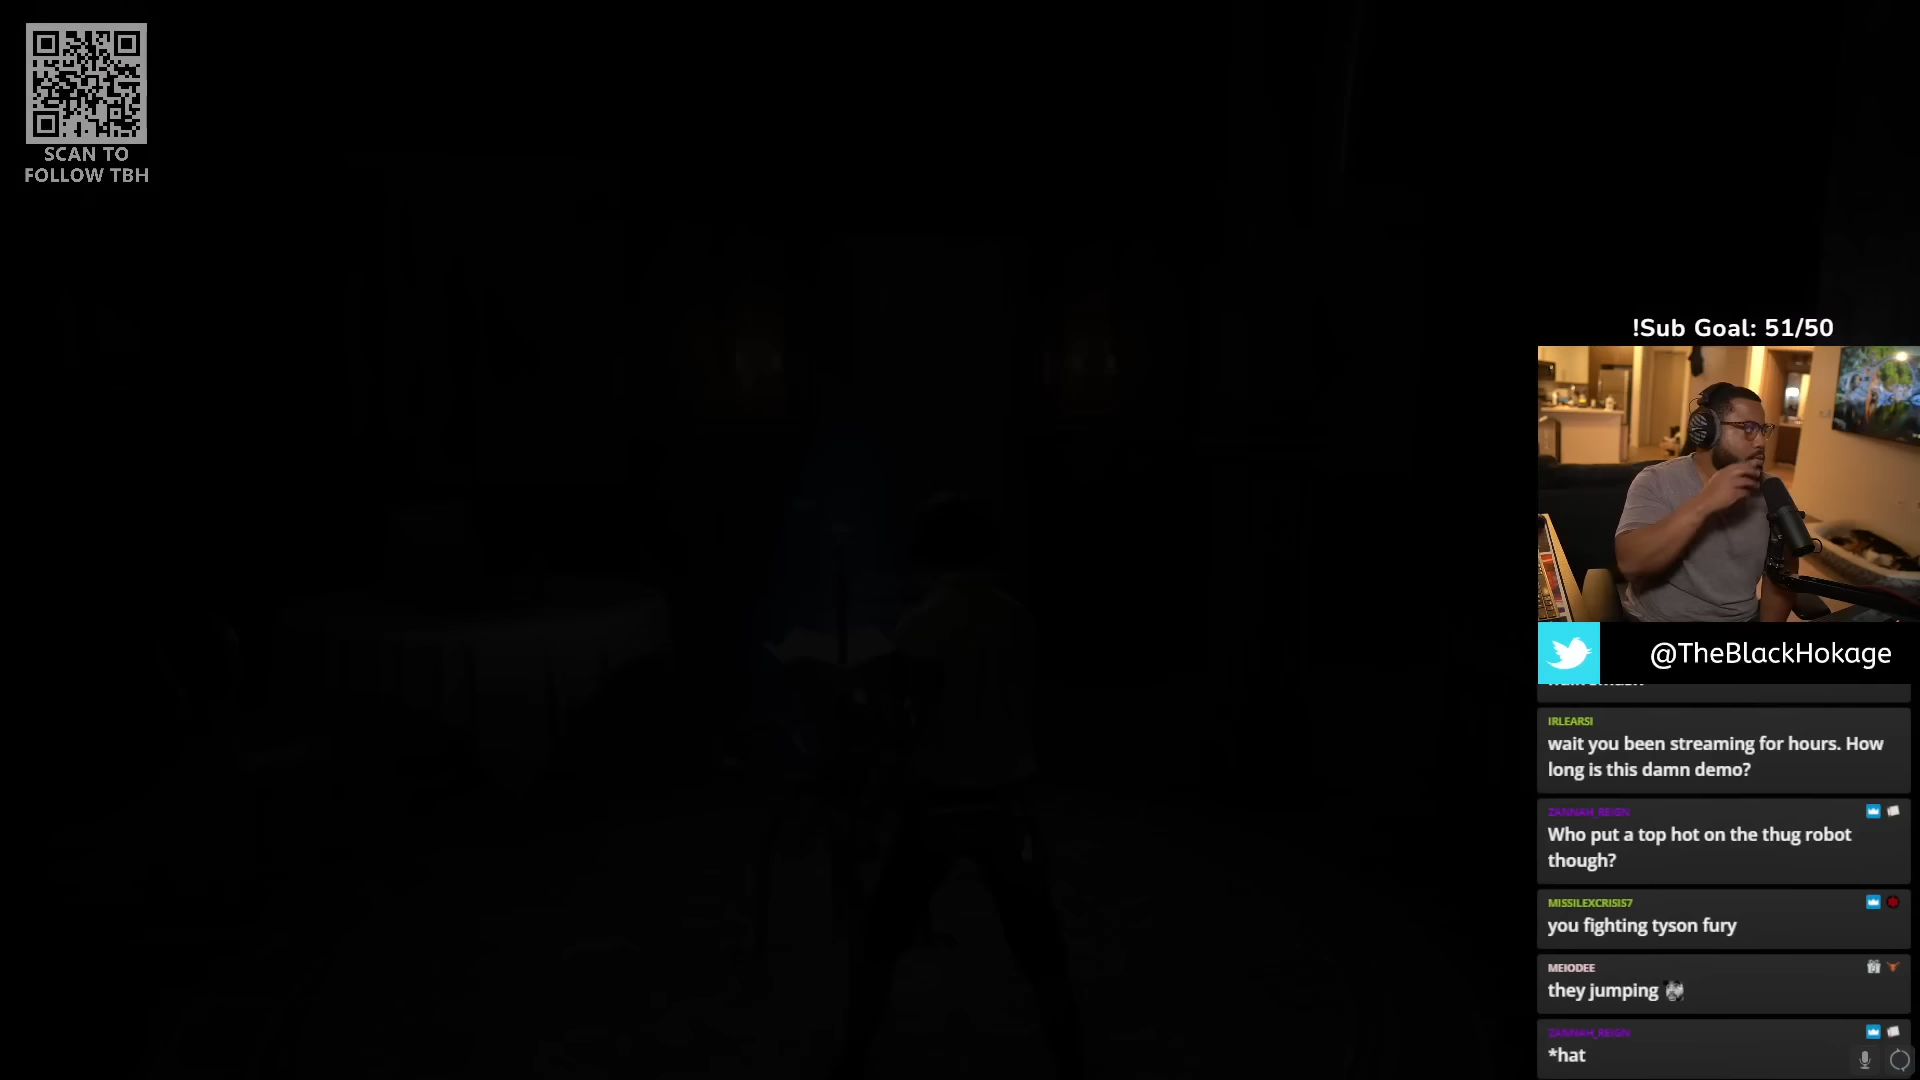 SCAN TO
FOLLOW TBH
!Sub Goal: 51/50
@TheBlackHokage
IRLEARSI
wait you been streaming for hours. How
long is this damn demo?
ZANNAH_REIGN
Who put a top hot on the thug robot
though?
MISSILEXCRISIS7
you fighting tyson fury
MEIODEE
they jumping
ZANNAH_REIGN
*hat